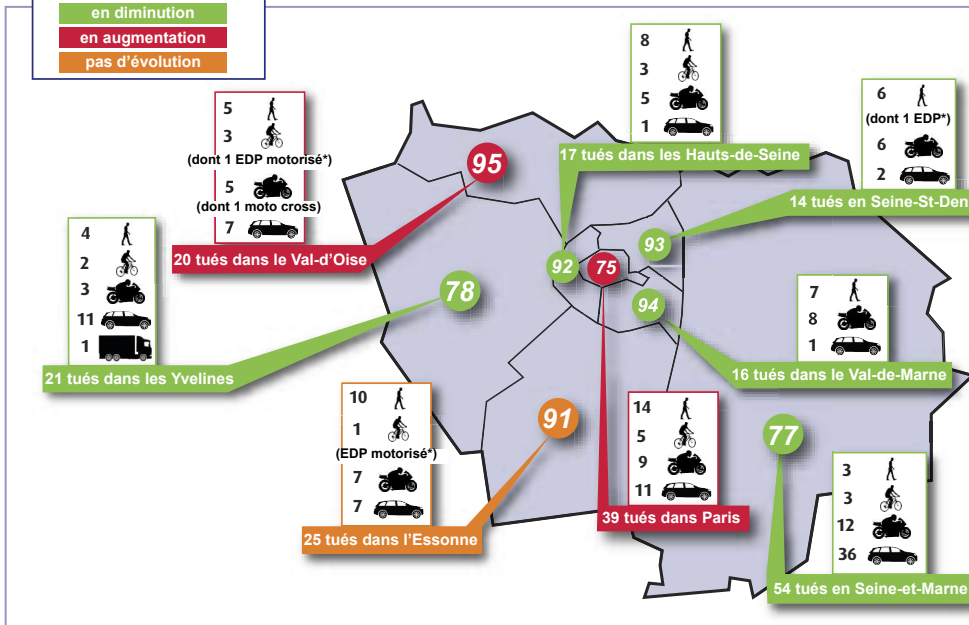 en diminution
en augmentation
pas d'évolution
8
3
5
1
17 tués dans les Hauts-de-Seine
6
(dont 1 EDP*)
6
2
14 tués en Seine-St-Den
5
3
(dont 1 EDP motorisé*)
5
(dont 1 moto cross)
7
20 tués dans le Val-d'Oise
95
93
92
75
78
94
4
2
3
11
1
21 tués dans les Yvelines
7
8
1
16 tués dans le Val-de-Marne
10
1
(EDP motorisé*)
7
7
25 tués dans l'Essonne
91
14
5
9
11
39 tués dans Paris
77
3
3
12
36
54 tués en Seine-et-Marne